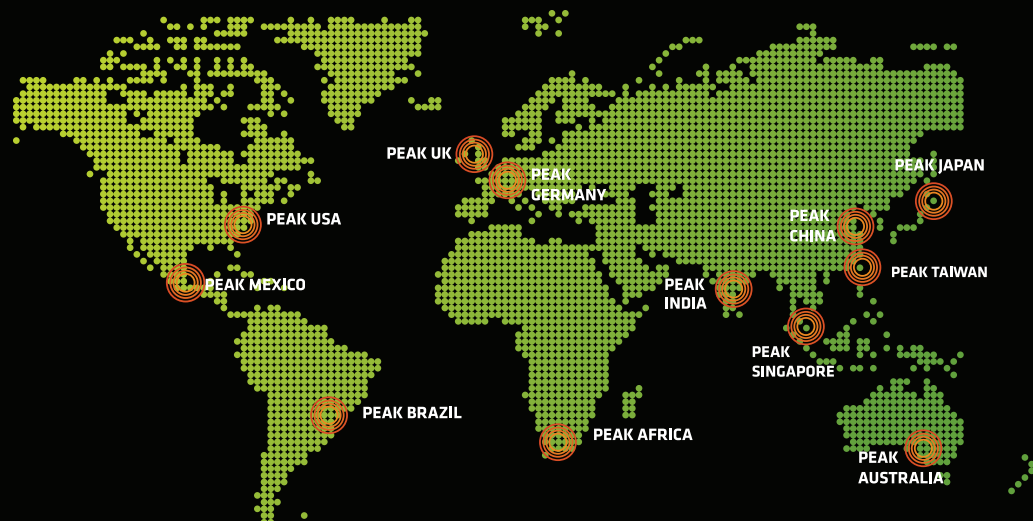 PEAK UK
PEAK
GERMANY
PEAK JAPAN
PEAK USA
PEAK
CHINA
PEAK TAIWAN
PEAK MEXICO
PEAK
INDIA
PEAK
SINGAPORE
PEAK BRAZIL
PEAK AFRICA
PEAK
AUSTRALIA